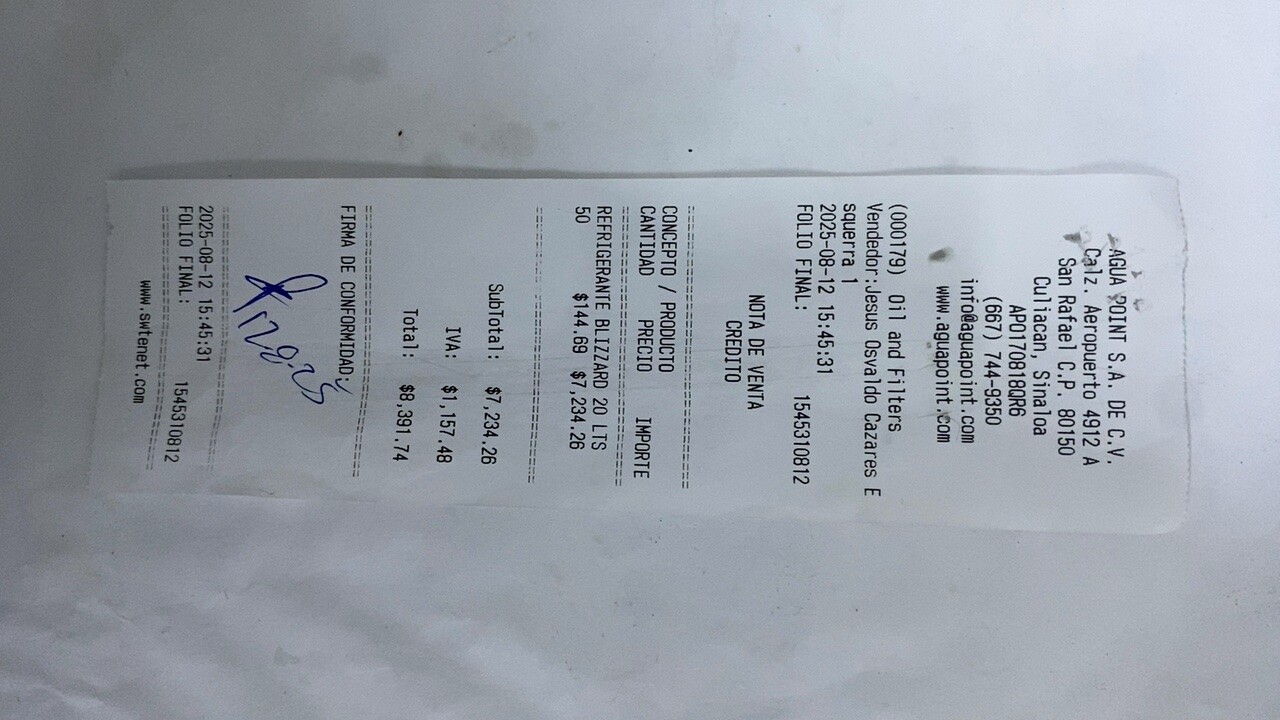 AGUA POINT S.A. DE C.V.
Calz. Aeropuerto 4912 A
San Rafael C.P. 80150
Culiacan, Sinaloa
APO170818QR6
(667) 744-9350
info@aguapoint.com
www.aguapoint.com
(000179) Oil and Filters
Vendedor:Jesus Osvaldo Cazares E
squerra 1
2025-08-12 15:45:31
FOLIO FINAL: 1545310812
NOTA DE VENTA
CREDITO
================================
CONCEPTO / PRODUCTO
CANTIDAD PRECIO IMPORTE
================================
REFRIGERANTE BLIZZARD 20 LTS
50 $144.69 $7,234.26
================================
SubTotal: $7,234.26
IVA: $1,157.48
Total: $8,391.74
================================
FIRMA DE CONFORMIDAD:
================================
2025-08-12 15:45:31
FOLIO FINAL: 1545310812
================================
www.swtenet.com